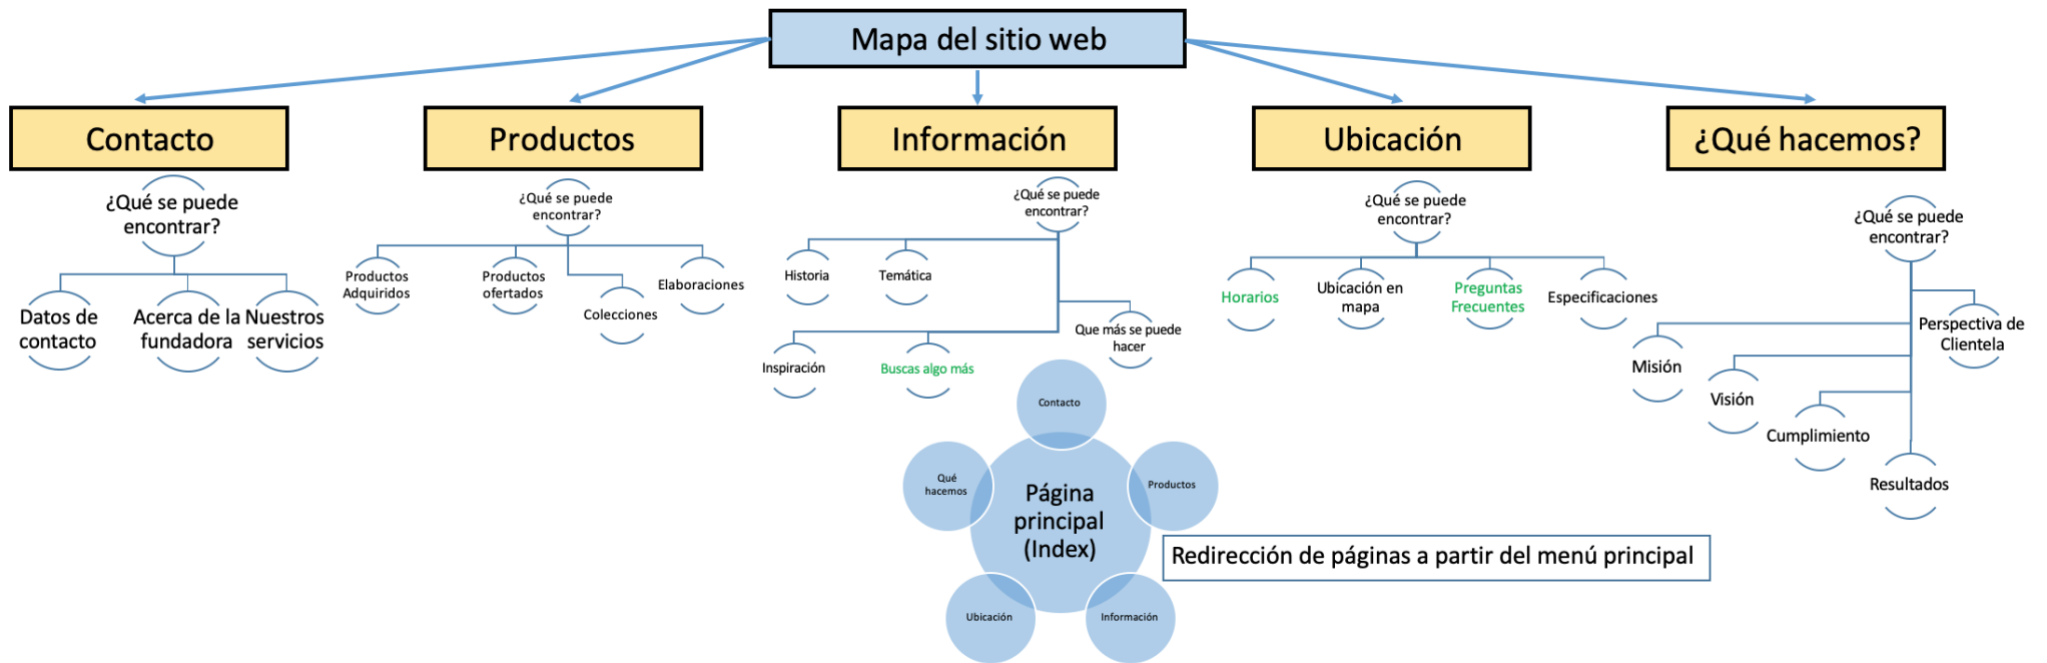 Mapa del sitio web
Contacto
Productos
Información
Ubicación
¿Qué hacemos?
¿Qué se puede
encontrar?
Datos de
contacto
Acerca de la
fundadora
Nuestros
servicios
¿Qué se puede
encontrar?
Productos
Adquiridos
Productos
ofertados
Colecciones
Elaboraciones
¿Qué se puede
encontrar?
Historia
Temática
Que más se puede
hacer
Inspiración
Buscas algo más
¿Qué se puede
encontrar?
Horarios
Ubicación en
mapa
Preguntas
Frecuentes
Especificaciones
¿Qué se puede
encontrar?
Perspectiva de
Clientela
Misión
Visión
Cumplimiento
Resultados
Contacto
Qué
hacemos
Página
principal
(Index)
Productos
Ubicación
Información
Redirección de páginas a partir del menú principal